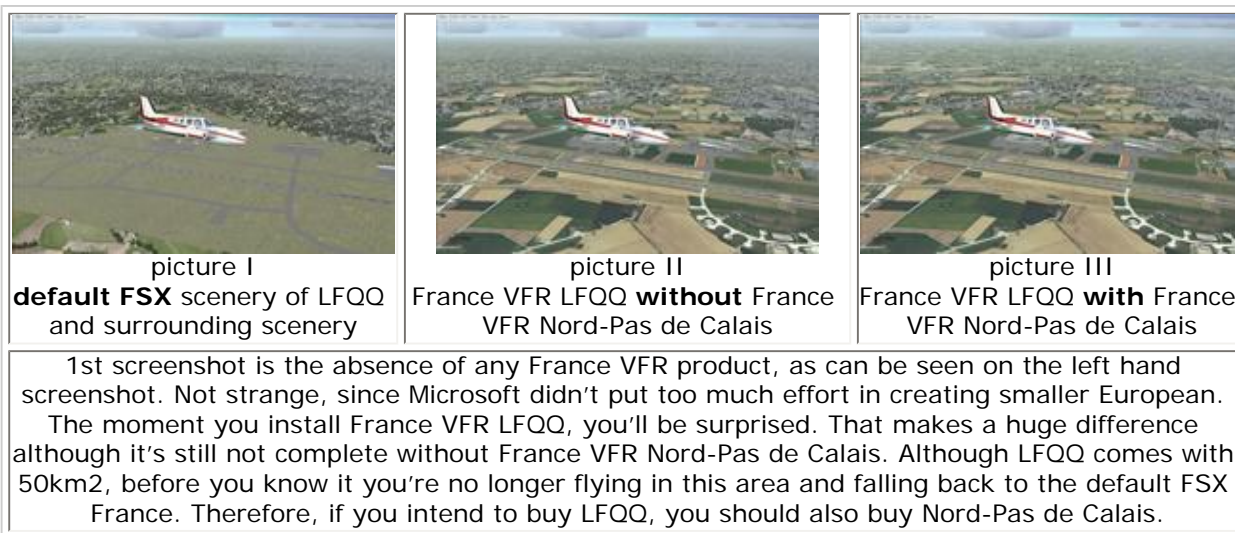 picture I
default FSX scenery of LFQQ
and surrounding scenery
picture II
France VFR LFQQ without France
VFR Nord-Pas de Calais
picture III
France VFR LFQQ with France
VFR Nord-Pas de Calais
1st screenshot is the absence of any France VFR product, as can be seen on the left hand
screenshot. Not strange, since Microsoft didn't put too much effort in creating smaller European.
The moment you install France VFR LFQQ, you'll be surprised. That makes a huge difference
although it's still not complete without France VFR Nord-Pas de Calais. Although LFQQ comes with
50km2, before you know it you're no longer flying in this area and falling back to the default FSX
France. Therefore, if you intend to buy LFQQ, you should also buy Nord-Pas de Calais.